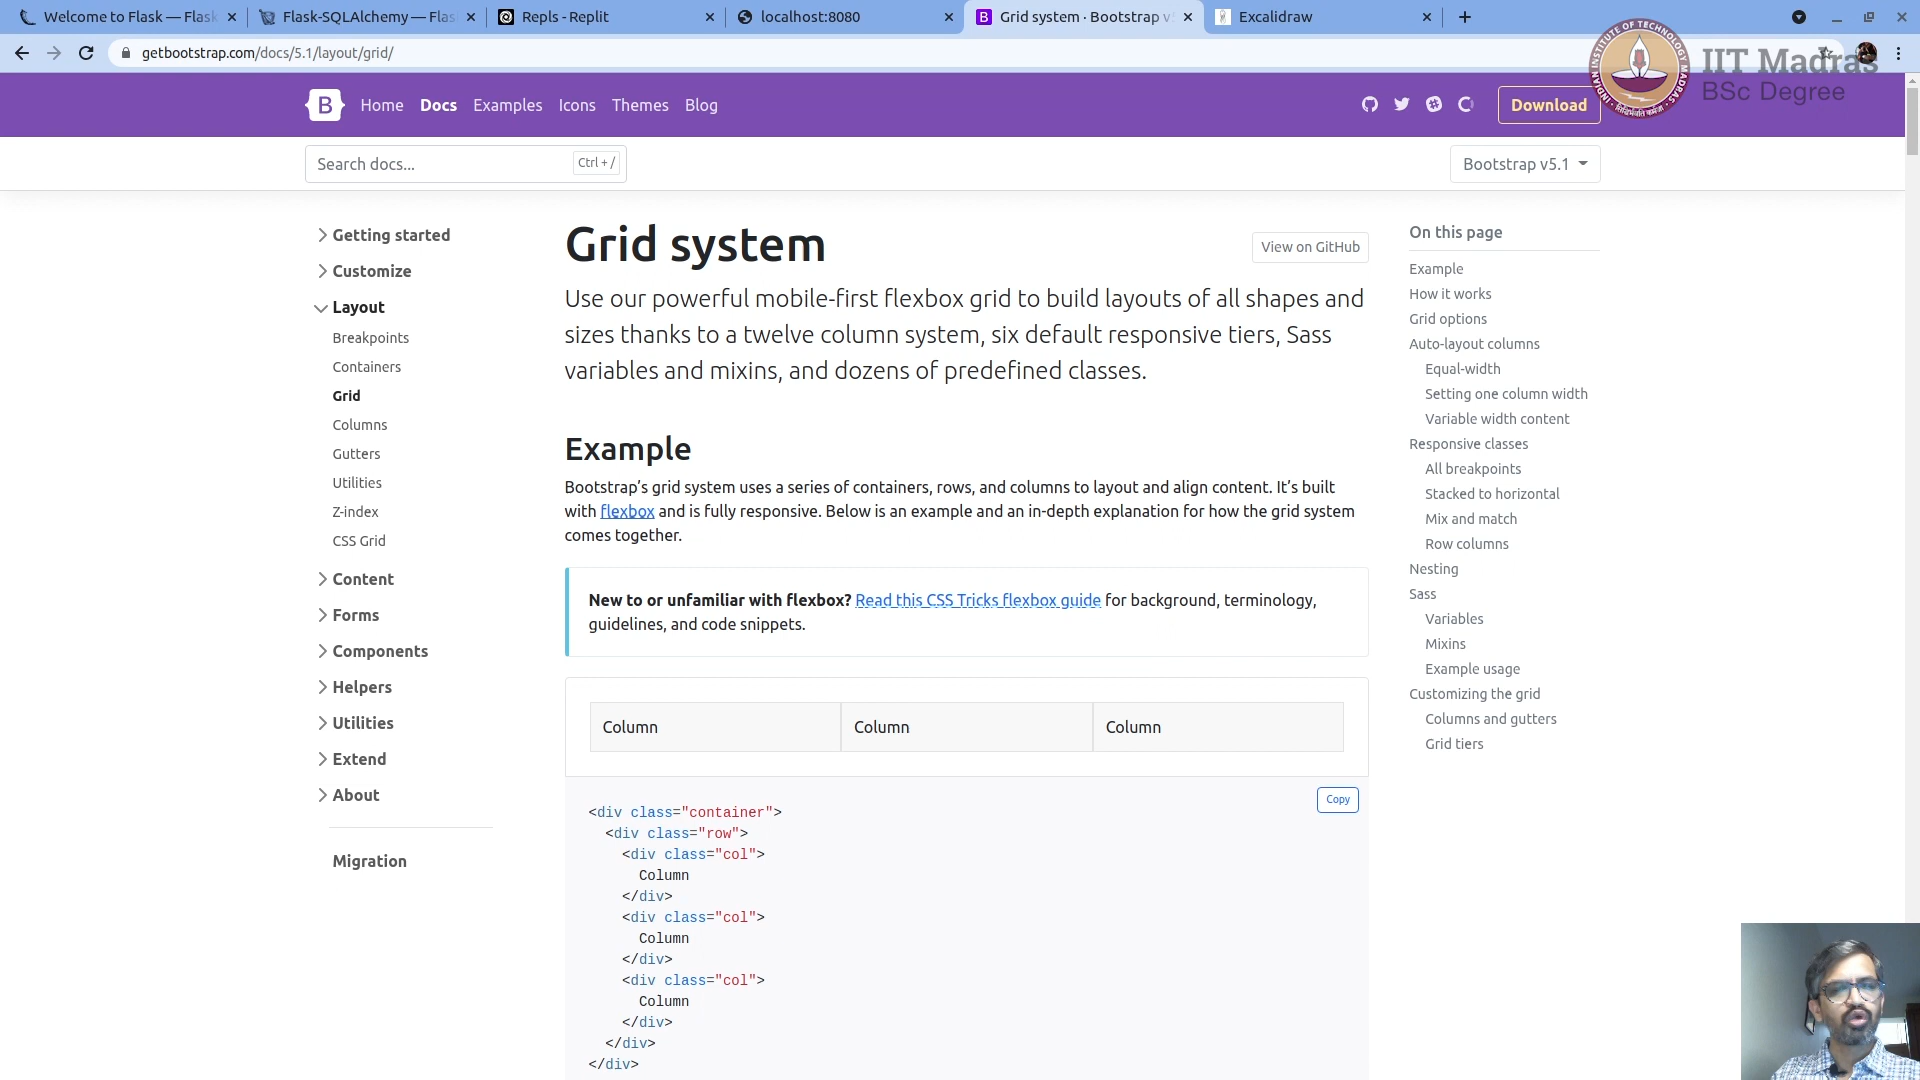 Welcome to Flask — Flask
Flask-SQLAlchemy — Flas
Repls - Replit
localhost:8080
Grid system · Bootstrap v
Excalidraw
getbootstrap.com/docs/5.1/layout/grid/
IIT Madras
BSc Degree
B
Home
Docs
Examples
Icons
Themes
Blog
Download
Search docs...
Ctrl + /
Bootstrap v5.1
Getting started
Customize
Layout
Breakpoints
Containers
Grid
Columns
Gutters
Utilities
Z-index
CSS Grid
Content
Forms
Components
Helpers
Utilities
Extend
About
Migration
Grid system
View on GitHub
Use our powerful mobile-first flexbox grid to build layouts of all shapes and
sizes thanks to a twelve column system, six default responsive tiers, Sass
variables and mixins, and dozens of predefined classes.
Example
Bootstrap’s grid system uses a series of containers, rows, and columns to layout and align content. It’s built
with flexbox and is fully responsive. Below is an example and an in-depth explanation for how the grid system
comes together.
New to or unfamiliar with flexbox? Read this CSS Tricks flexbox guide for background, terminology,
guidelines, and code snippets.
Column
Column
Column
Copy
<div class="container">
<div class="row">
<div class="col">
Column
</div>
<div class="col">
Column
</div>
<div class="col">
Column
</div>
</div>
</div>
On this page
Example
How it works
Grid options
Auto-layout columns
Equal-width
Setting one column width
Variable width content
Responsive classes
All breakpoints
Stacked to horizontal
Mix and match
Row columns
Nesting
Sass
Variables
Mixins
Example usage
Customizing the grid
Columns and gutters
Grid tiers